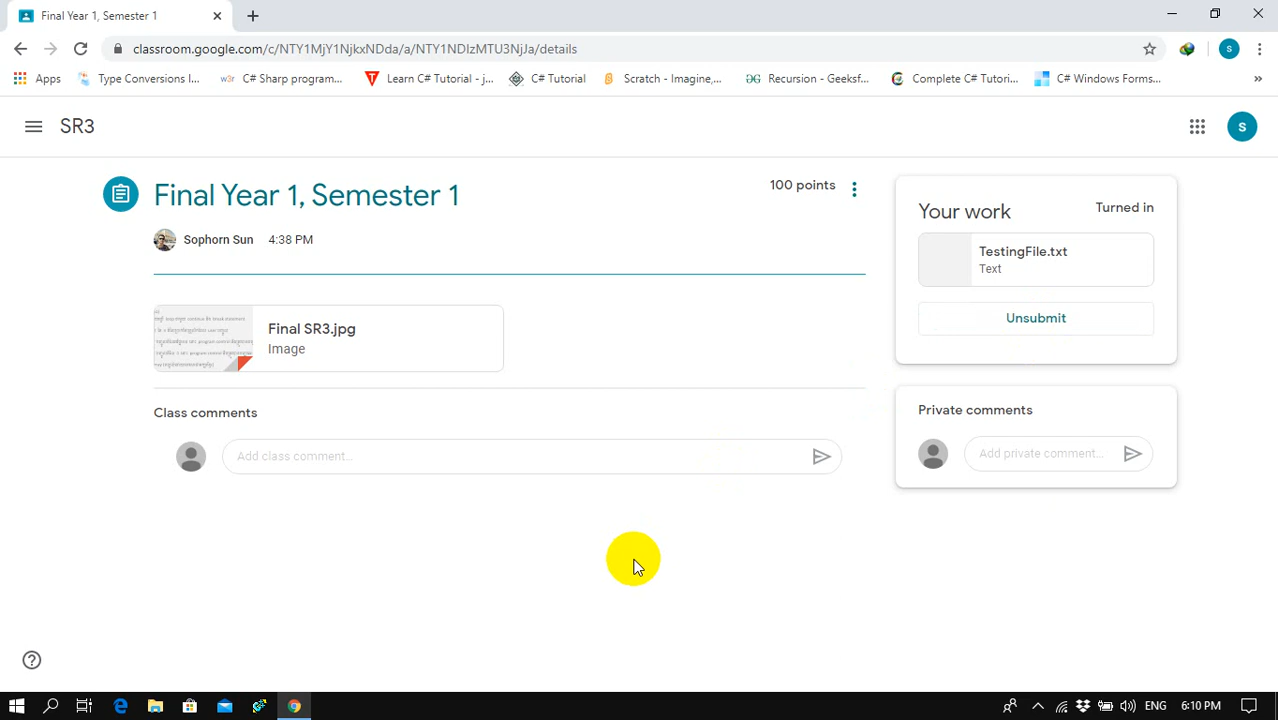 Final Year 1, Semester 1
classroom.google.com/c/NTY1MjY1NjkxNDda/a/NTY1NDIzMTU3NjJa/details
S
Apps
Type Conversions I...
w3r
C# Sharp program...
Learn C# Tutorial - j...
C# Tutorial
Scratch - Imagine,...
Recursion - Geeksf...
Complete C# Tutori...
C# Windows Forms...
»
SR3
S
Final Year 1, Semester 1
100 points
Sophorn Sun 4:38 PM
Final SR3.jpg
Image
Class comments
Add class comment...
Your work
Turned in
TestingFile.txt
Text
Unsubmit
Private comments
Add private comment...
ENG
6:10 PM